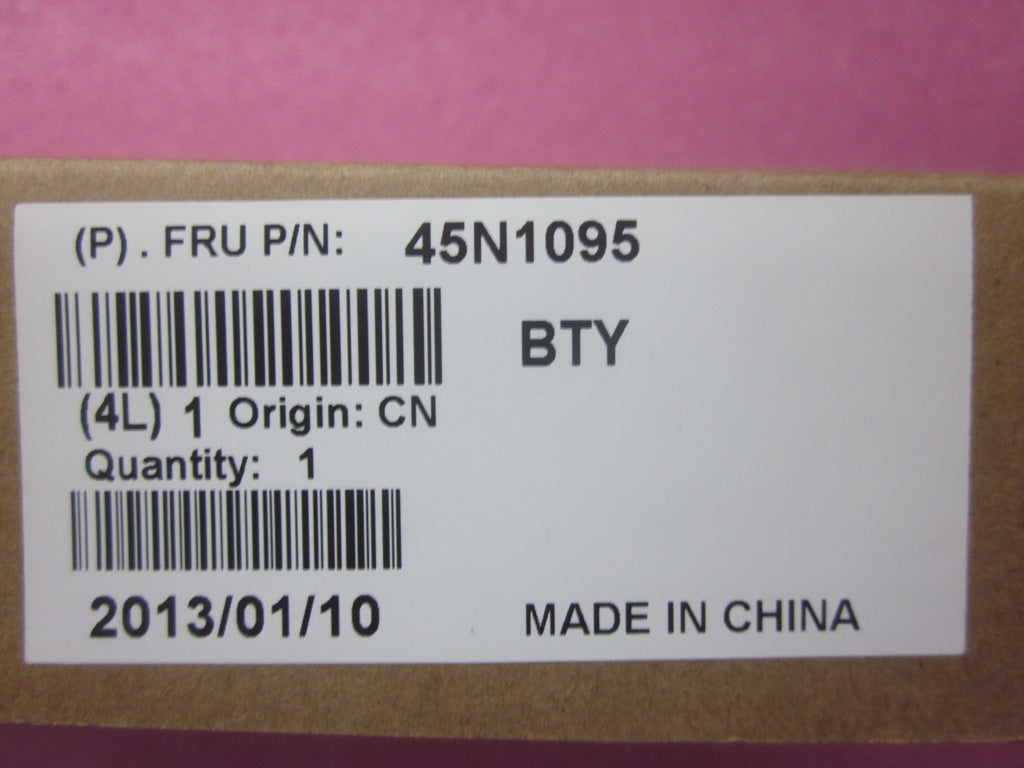 (P) . FRU P/N: 45N1095
BTY
(4L) 1 Origin: CN
Quantity: 1
2013/01/10
MADE IN CHINA